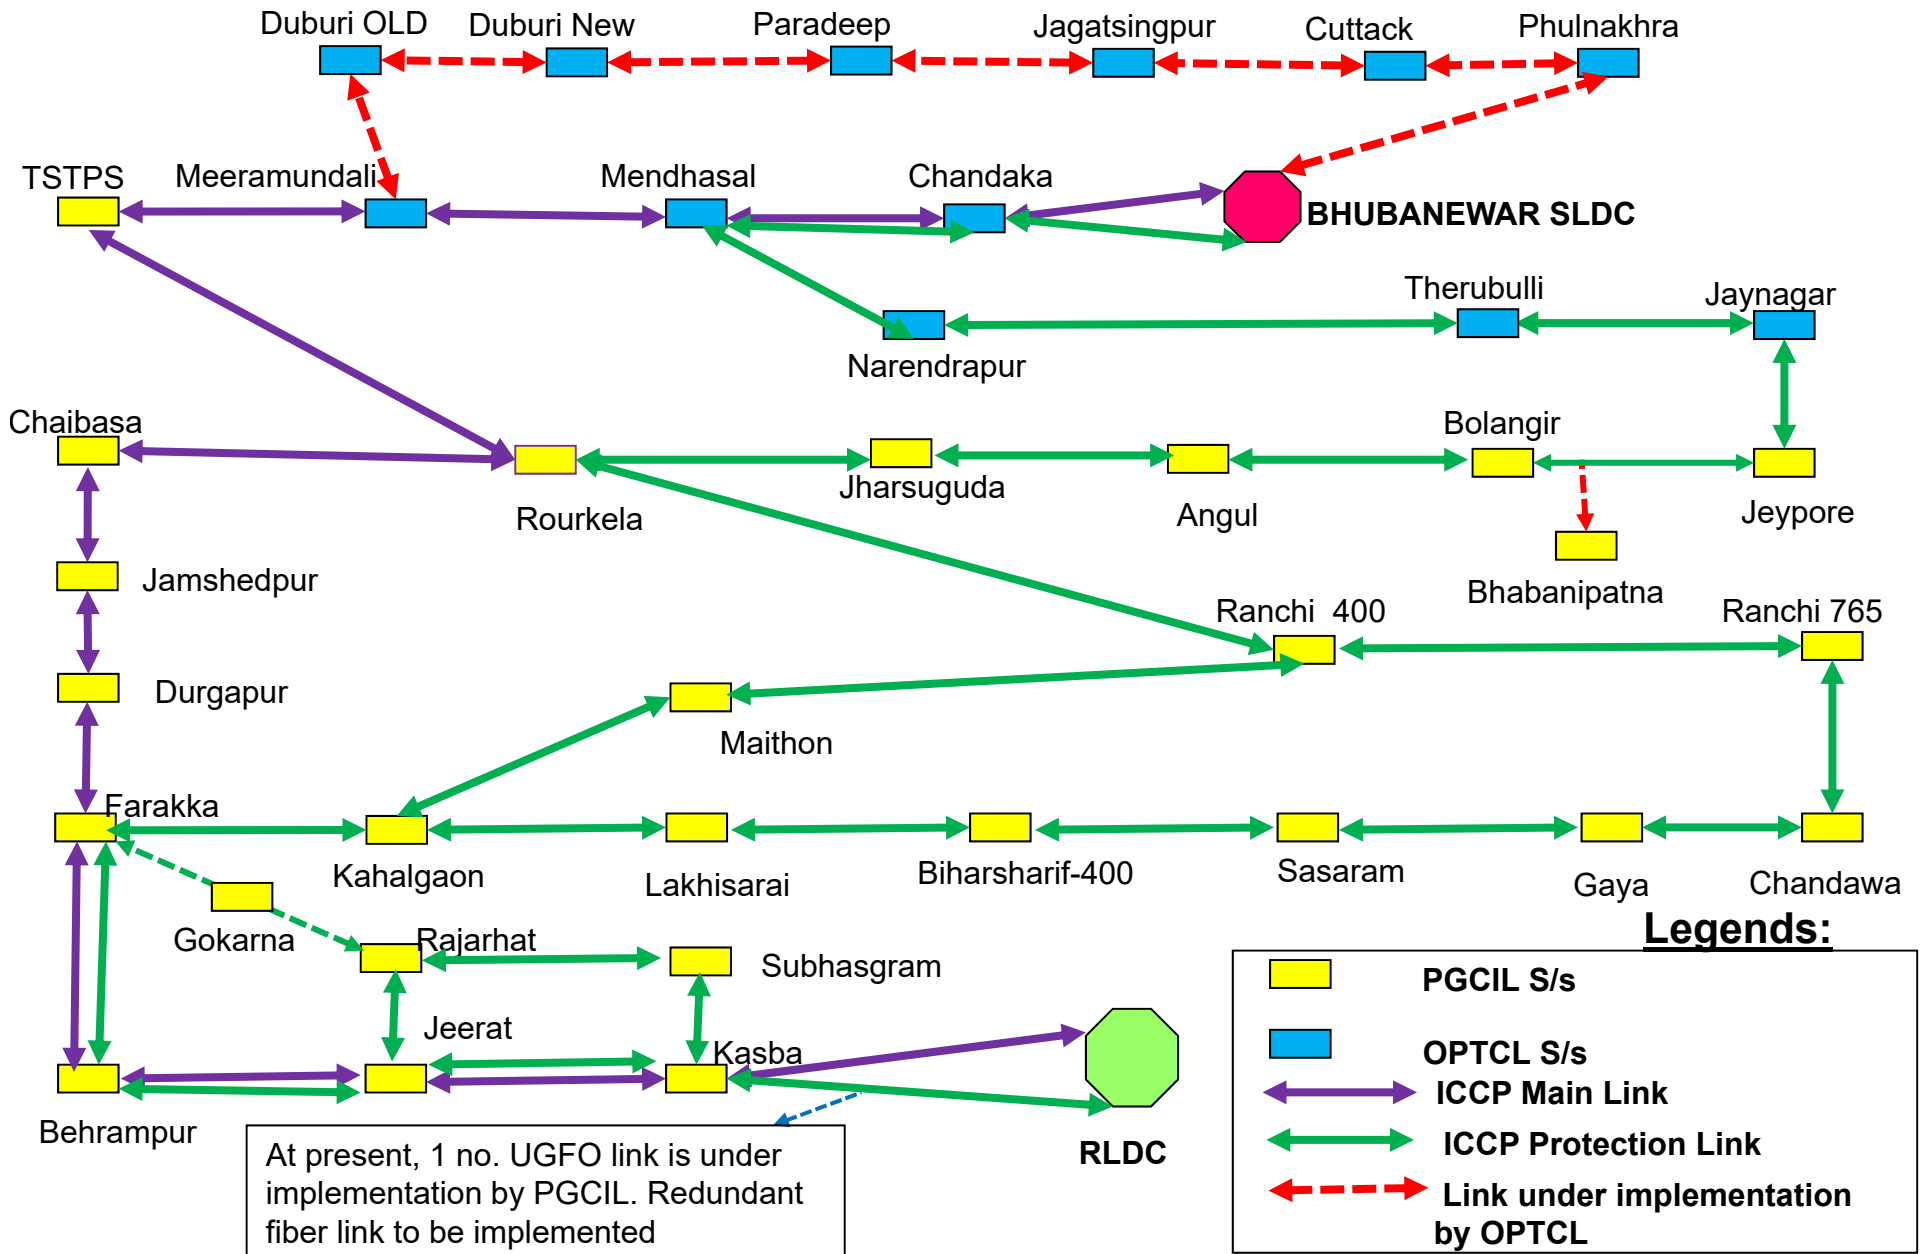 Duburi OLD
Duburi New
Paradeep
Jagatsingpur
Cuttack
Phulnakhra
TSTPS
Meeramundali
Mendhasal
Chandaka
BHUBANEWAR SLDC
Therubulli
Jaynagar
Narendrapur
Chaibasa
Bolangir
Rourkela
Jharsuguda
Angul
Jeypore
Jamshedpur
Bhabanipatna
Ranchi 400
Ranchi 765
Durgapur
Maithon
Farakka
Kahalgaon
Lakhisarai
Biharsharif-400
Sasaram
Gaya
Chandawa
Gokarna
Rajarhat
Subhasgram
Jeerat
Kasba
Behrampur
RLDC
At present, 1 no. UGFO link is under
implementation by PGCIL. Redundant
fiber link to be implemented
Legends:
PGCIL S/s
OPTCL S/s
ICCP Main Link
ICCP Protection Link
Link under implementation
by OPTCL